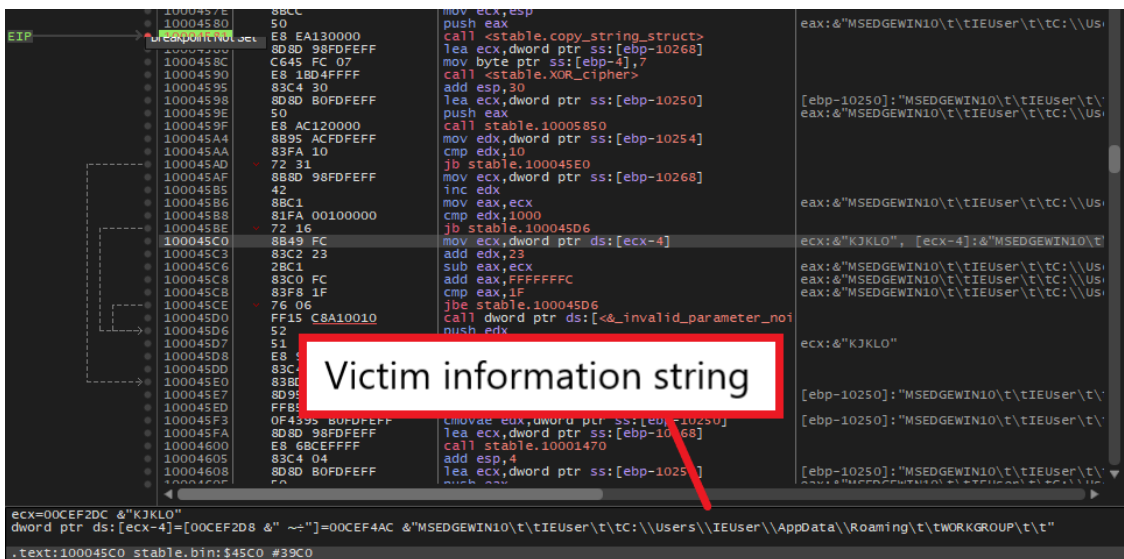 1000457E 8BCC mov ecx,esp
10004580 50 push eax eax:&"MSEDGEWIN10\t\tIEUser\t\tC:\\Us
EIP Breakpoint Not Set E8 EA130000 call <stable.copy_string_struct>
10004586 8D8D 98FDFEFF lea ecx,dword ptr ss:[ebp-10268]
1000458C C645 FC 07 mov byte ptr ss:[ebp-4],7
10004590 E8 1BD4FFFF call <stable.XOR_cipher>
10004595 83C4 30 add esp,30
10004598 8D8D B0FDFEFF lea ecx,dword ptr ss:[ebp-10250] [ebp-10250]:"MSEDGEWIN10\t\tIEUser\t\
1000459E 50 push eax eax:&"MSEDGEWIN10\t\tIEUser\t\tC:\\Us
1000459F E8 AC120000 call stable.10005850
100045A4 8B95 ACFDFEFF mov edx,dword ptr ss:[ebp-10254]
100045AA 83FA 10 cmp edx,10
100045AD 72 31 jb stable.100045E0
100045AF 8B8D 98FDFEFF mov ecx,dword ptr ss:[ebp-10268]
100045B5 42 inc edx
100045B6 8BC1 mov eax,ecx eax:&"MSEDGEWIN10\t\tIEUser\t\tC:\\Us
100045B8 81FA 00100000 cmp edx,1000
100045BE 72 16 jb stable.100045D6
100045C0 8B49 FC mov ecx,dword ptr ds:[ecx-4] ecx:&"KJKLO", [ecx-4]:&"MSEDGEWIN10\t
100045C3 83C2 23 add edx,23
100045C6 2BC1 sub eax,ecx eax:&"MSEDGEWIN10\t\tIEUser\t\tC:\\Us
100045C8 83C0 FC add eax,FFFFFFFC eax:&"MSEDGEWIN10\t\tIEUser\t\tC:\\Us
100045CB 83F8 1F cmp eax,1F eax:&"MSEDGEWIN10\t\tIEUser\t\tC:\\Us
100045CE 76 06 jbe stable.100045D6
100045D0 FF15 C8A10010 call dword ptr ds:[<&_invalid_parameter_noi
100045D6 52 push edx
100045D7 51 ecx:&"KJKLO"
100045D8 E8
100045DD 83C4
100045E0 83BD
100045E7 8D95 [ebp-10250]:"MSEDGEWIN10\t\tIEUser\t\
100045ED FFB5
100045F3 0F4395 B0FDFEFF cmovae edx,dword ptr ss:[ebp-10250] [ebp-10250]:"MSEDGEWIN10\t\tIEUser\t\
100045FA 8D8D 98FDFEFF lea ecx,dword ptr ss:[ebp-10268]
10004600 E8 6BCEFFFF call stable.10001470
10004605 83C4 04 add esp,4
10004608 8D8D B0FDFEFF lea ecx,dword ptr ss:[ebp-10250] [ebp-10250]:"MSEDGEWIN10\t\tIEUser\t\
Victim information string
ecx=00CEF2DC &"KJKLO"
dword ptr ds:[ecx-4]=[00CEF2D8 &" ~÷"]=00CEF4AC &"MSEDGEWIN10\t\tIEUser\t\tC:\\Users\\IEUser\\AppData\\Roaming\t\tWORKGROUP\t\t"
.text:100045C0 stable.bin:$45C0 #39C0